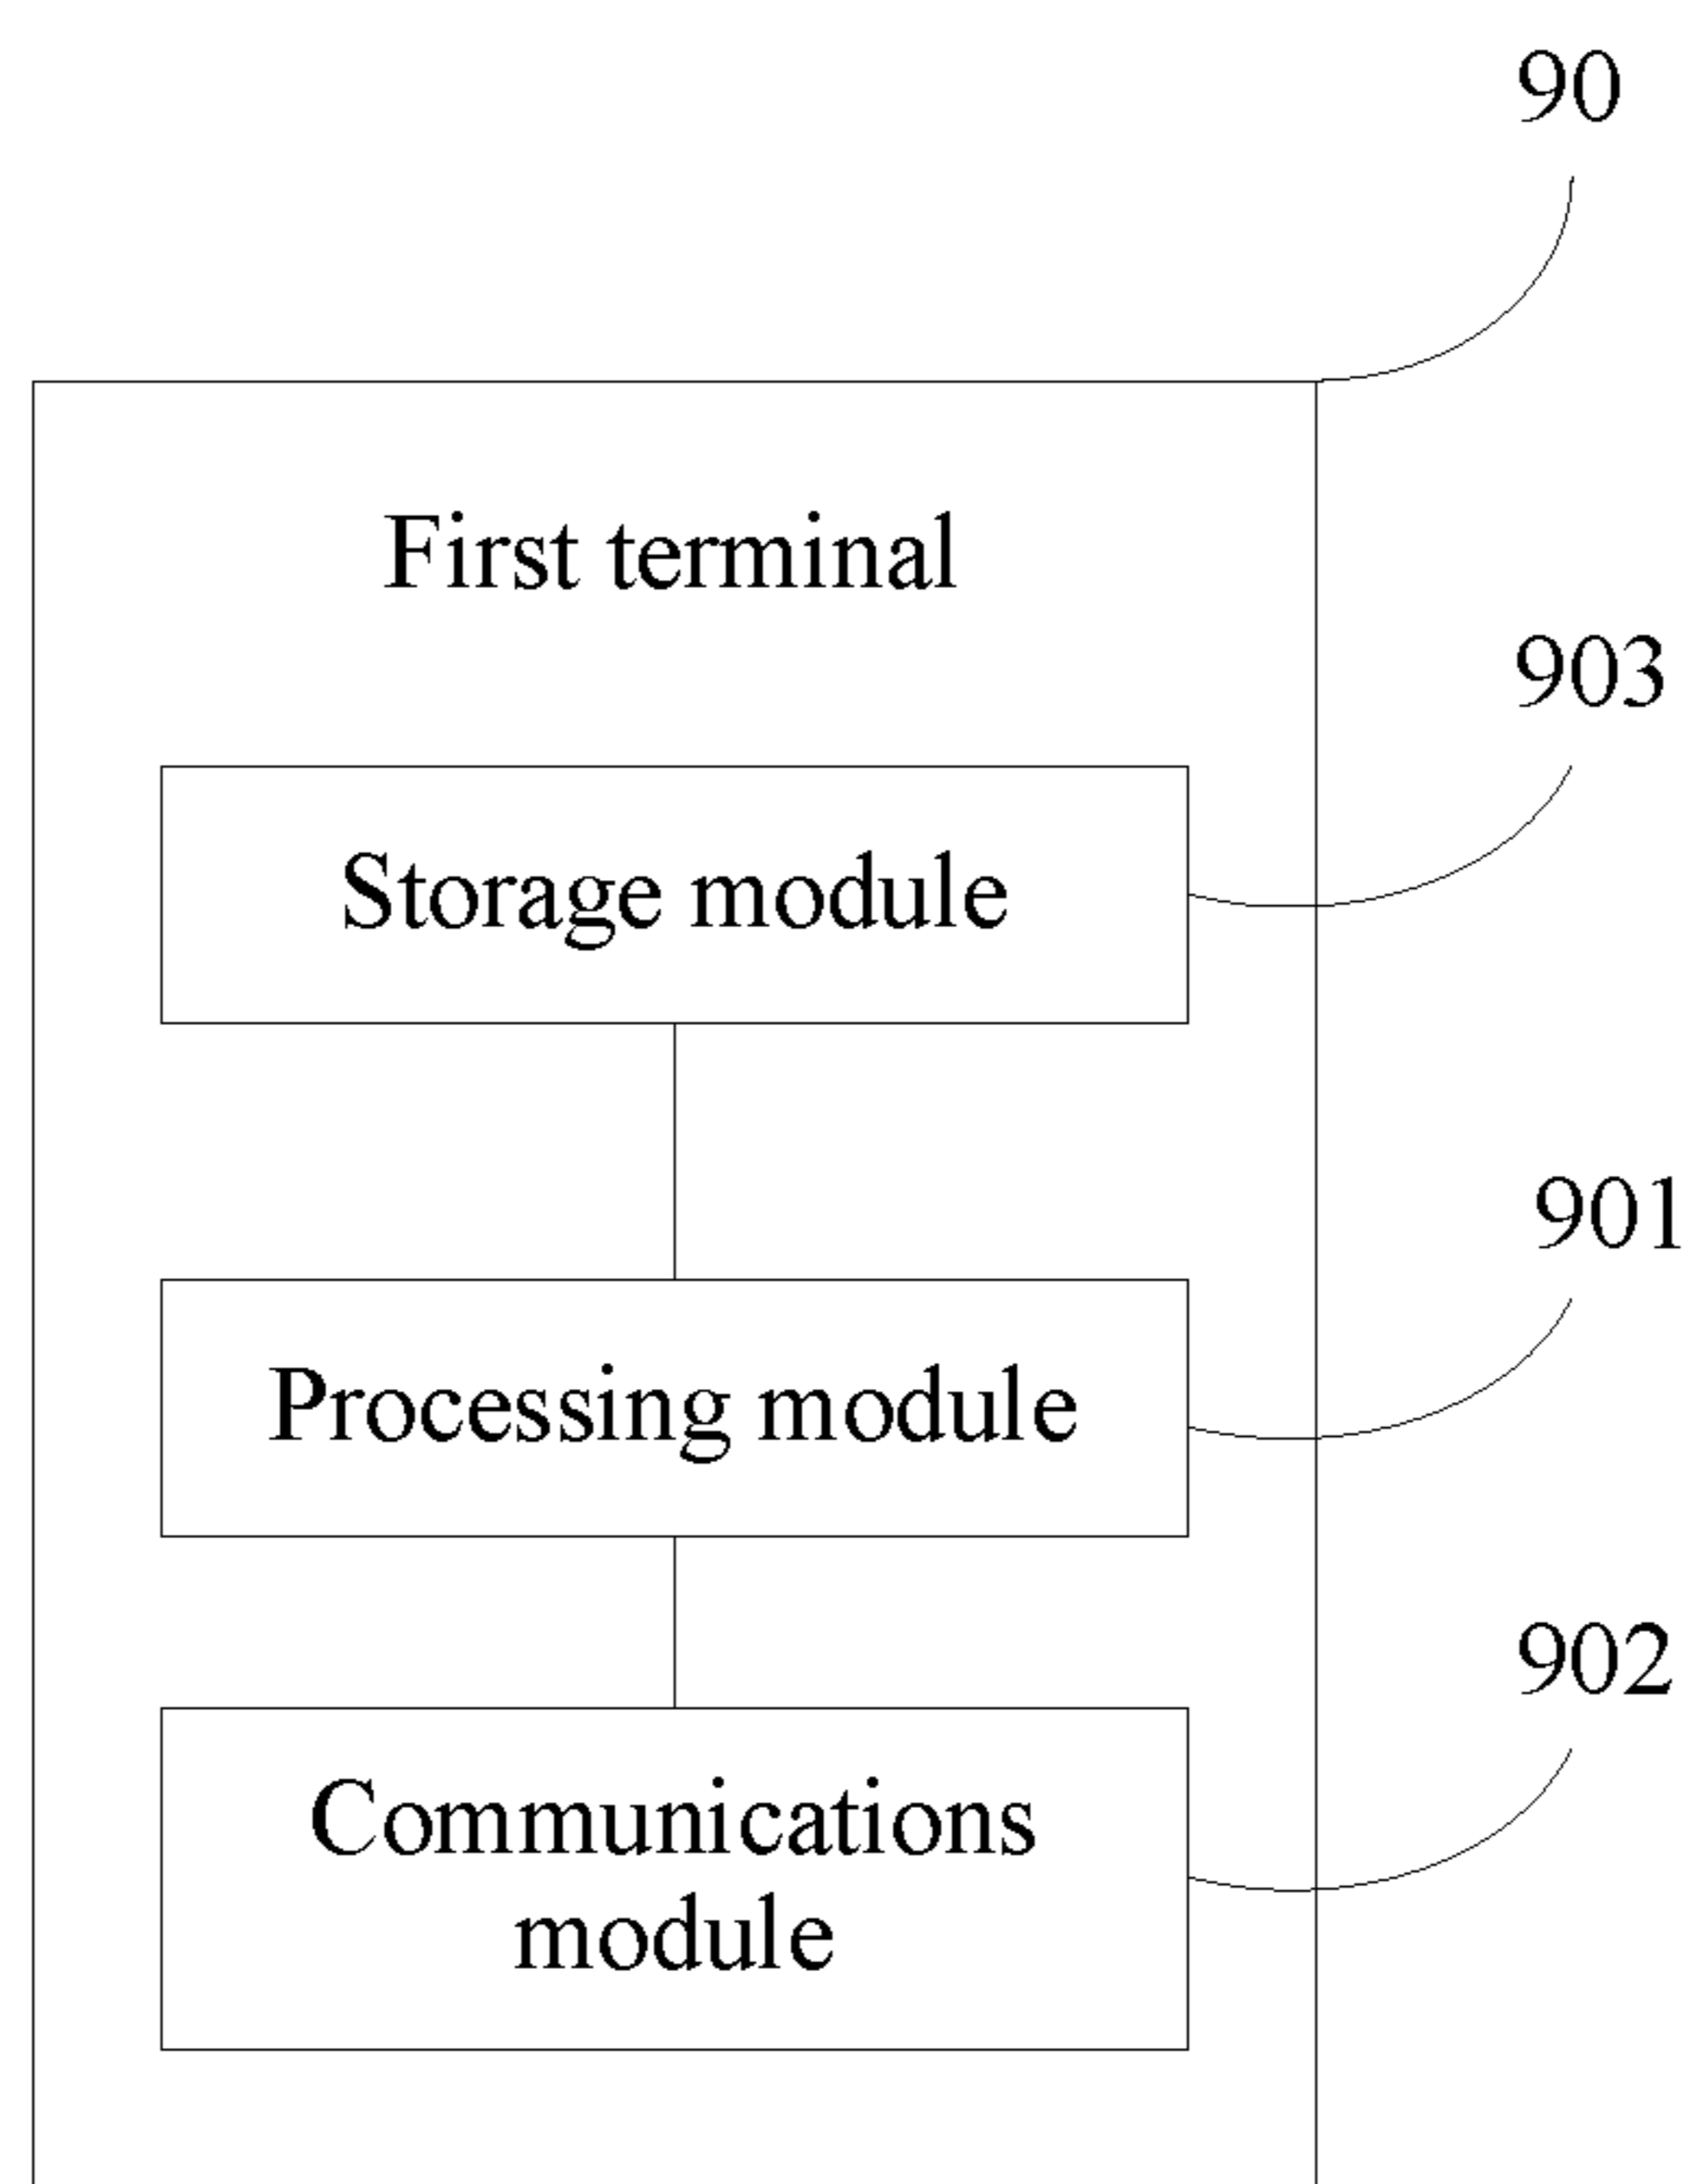 90
First terminal
903
Storage module
901
Processing module
902
Communications
module